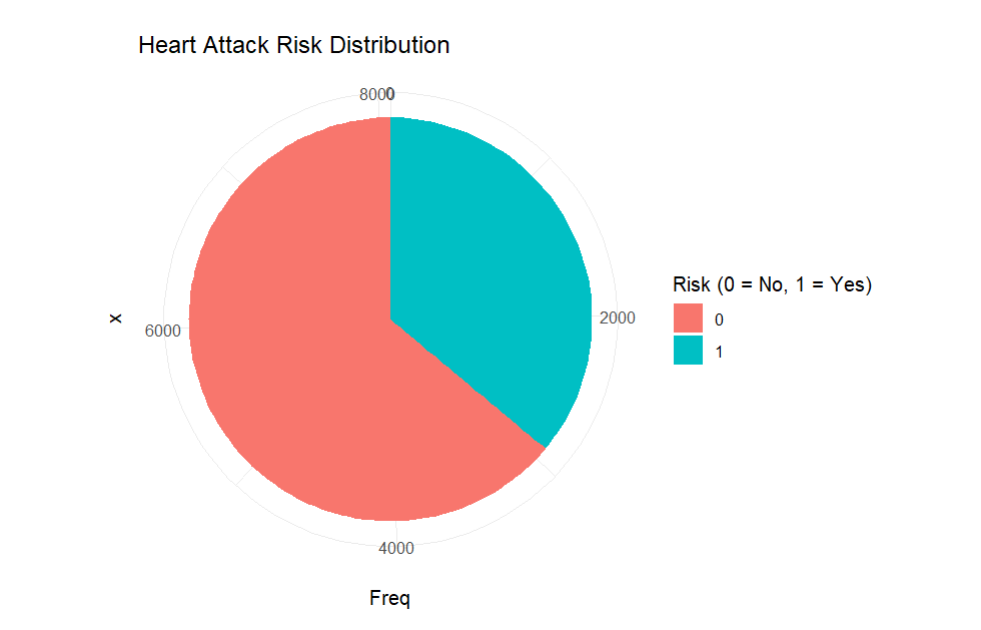 Heart Attack Risk Distribution
8000
0
x
6000
2000
4000
Freq
Risk (0 = No, 1 = Yes)
0
1